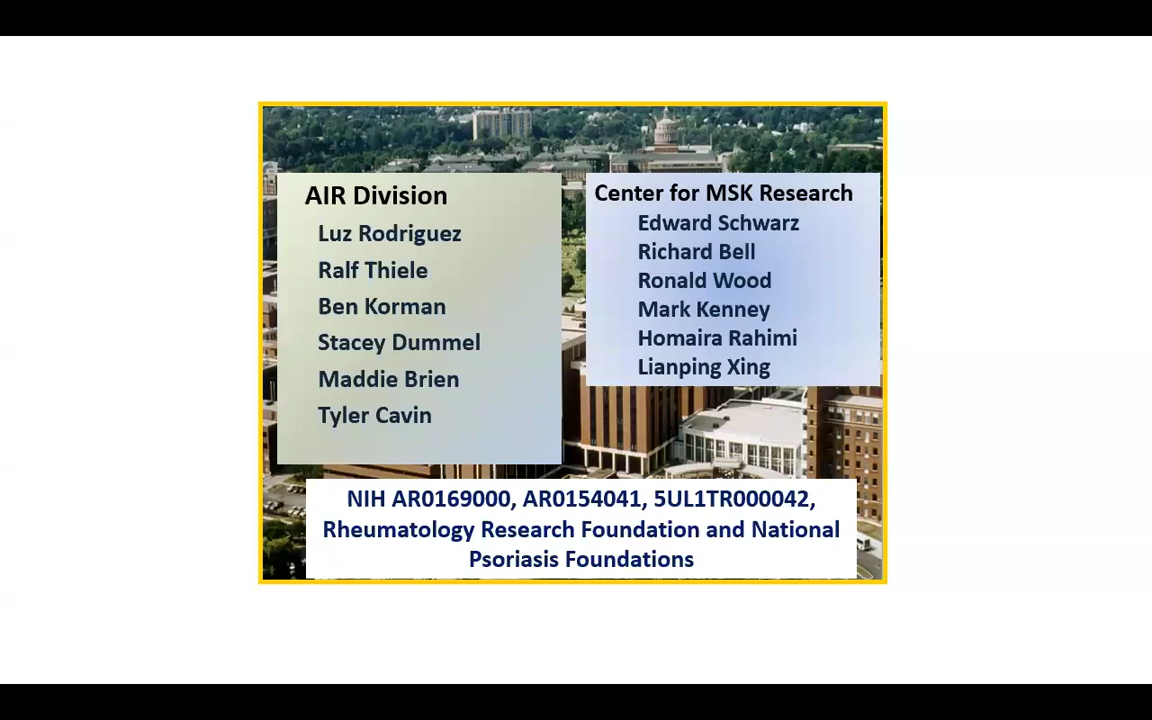 AIR Division
Luz Rodriguez
Ralf Thiele
Ben Korman
Stacey Dummel
Maddie Brien
Tyler Cavin
Center for MSK Research
Edward Schwarz
Richard Bell
Ronald Wood
Mark Kenney
Homaira Rahimi
Lianping Xing
NIH AR0169000, AR0154041, 5UL1TR000042,
Rheumatology Research Foundation and National
Psoriasis Foundations